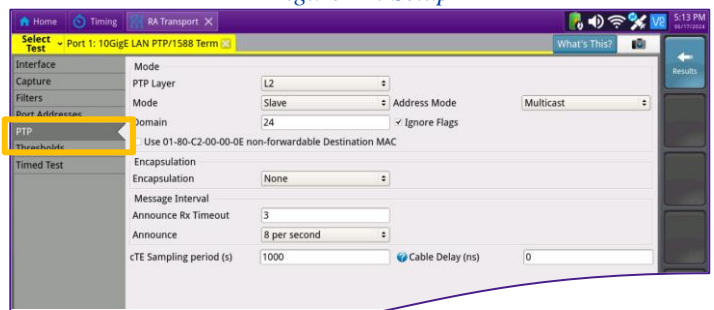 Home Timing RA Transport X 5:13 PM
06/17/2024
Select Test Port 1: 10GigE LAN PTP/1588 Term What's This?
Results
Interface
Capture
Filters
Port Addresses
PTP
Thresholds
Timed Test
Mode
PTP Layer L2
Mode Slave Address Mode Multicast
Domain 24 Ignore Flags
Use 01-80-C2-00-00-0E non-forwardable Destination MAC
Encapsulation
Encapsulation None
Message Interval
Announce Rx Timeout 3
Announce 8 per second
cTE Sampling period (s) 1000 Cable Delay (ns) 0